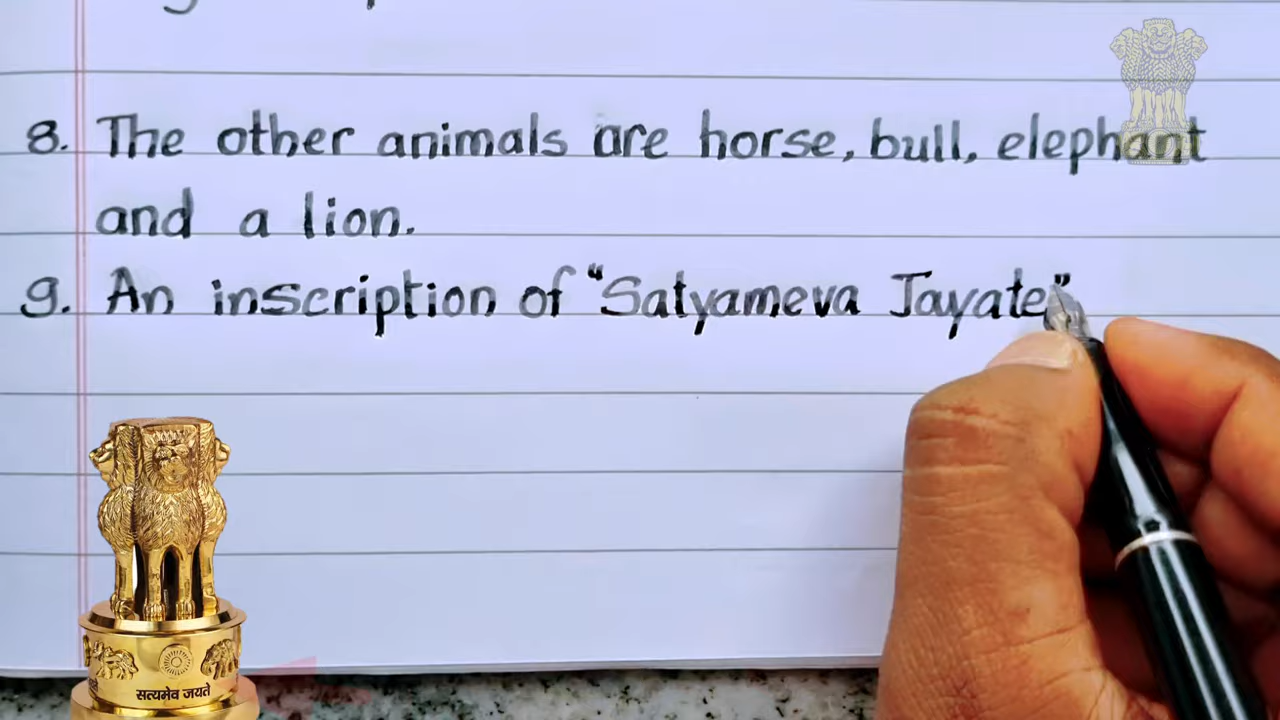 8. The other animals are horse, bull, elephant
and a lion.
9. An inscription of "Satyameva Jayate"
सत्यमेव जयते